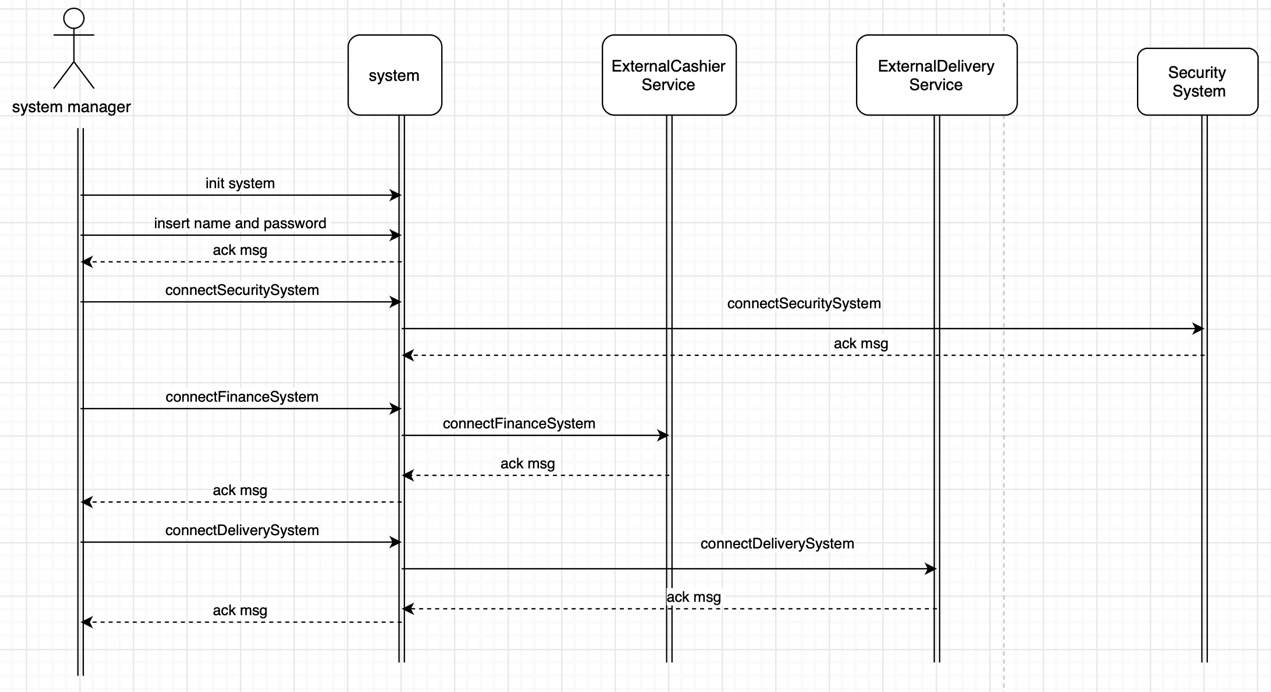 system manager
system
ExternalCashier
Service
ExternalDelivery
Service
Security
System
init system
insert name and password
ack msg
connectSecuritySystem
connectSecuritySystem
ack msg
connectFinanceSystem
connectFinanceSystem
ack msg
ack msg
connectDeliverySystem
connectDeliverySystem
ack msg
ack msg